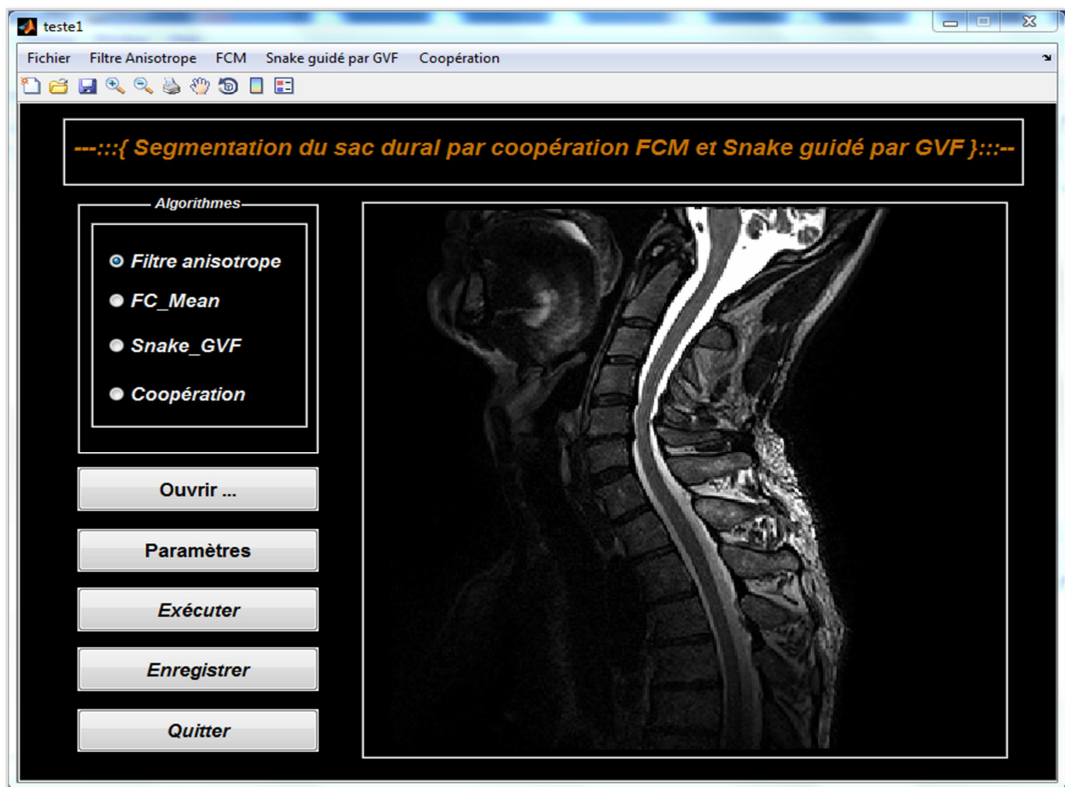 teste1
Fichier Filtre Anisotrope FCM Snake guidé par GVF Coopération
---:::{ Segmentation du sac dural par coopération FCM et Snake guidé par GVF }:::--
Algorithmes
Filtre anisotrope
FC_Mean
Snake_GVF
Coopération
Ouvrir ...
Paramètres
Exécuter
Enregistrer
Quitter